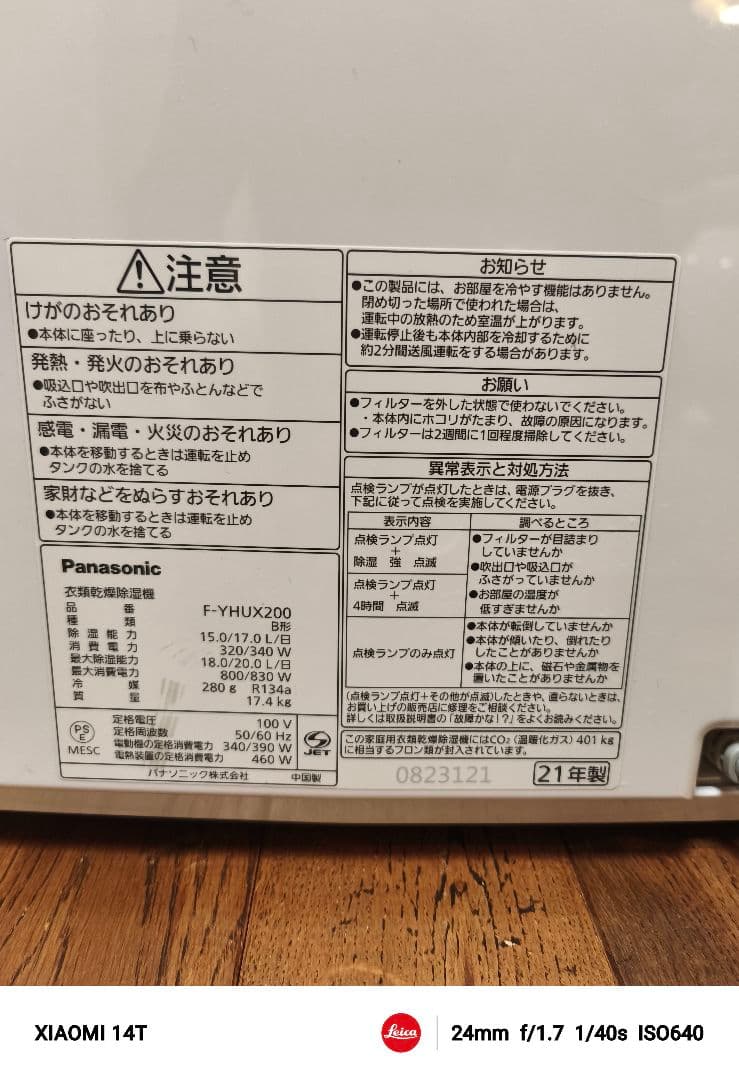 注意
けがのおそれあり
●本体に座ったり、上に乗らない
発熱・発火のおそれあり
●吸込口や吹出口を布やふとんなどで
ふさがない
感電・漏電・火災のおそれあり
●本体を移動するときは運転を止め
タンクの水を捨てる
家財などをぬらすおそれあり
●本体を移動するときは運転を止め
タンクの水を捨てる
Panasonic
衣類乾燥除湿機
品番 F-YHUX200
種類 B形
除湿能力 15.0/17.0 L/日
消費電力 320/340 W
最大除湿能力 18.0/20.0 L/日
最大消費電力 800/830 W
冷媒 280 g R134a
質量 17.4 kg
PS
E
MESC
定格電圧 100 V
定格周波数 50/60 Hz
電動機の定格消費電力 340/390 W
電熱装置の定格消費電力 460 W
JET
パナソニック株式会社 中国製
お知らせ
●この製品には、お部屋を冷やす機能はありません。
閉め切った場所で使われた場合は、
運転中の放熱のため室温が上がります。
●運転停止後も本体内部を冷却するために
約2分間送風運転をする場合があります。
お願い
●フィルターを外した状態で使わないでください。
・本体内にホコリがたまり、故障の原因になります。
●フィルターは2週間に1回程度掃除してください。
異常表示と対処方法
点検ランプが点灯したときは、電源プラグを抜き、
下記に従って点検を実施してください。
表示内容 調べるところ
点検ランプ点灯
+
除湿 強 点滅
点検ランプ点灯
+
4時間 点滅
●フィルターが目詰まり
していませんか
●吹出口や吸込口が
ふさがっていませんか
●お部屋の温度が
低すぎませんか
点検ランプのみ点灯
●本体が転倒していませんか
●本体が傾いたり、倒れたり
したことがありませんか
●本体の上に、磁石や金属物を
置いたことがありませんか
(点検ランプ点灯+その他が点滅)したときや、直らないときは、
お買い上げの販売店に修理をご相談ください。
詳しくは取扱説明書の「故障かな!?」をよくお読みください。
この家庭用衣類乾燥除湿機にはCO₂(温暖化ガス) 401 kg
に相当するフロン類が封入されています。
0823121 21年製
XIAOMI 14T
Leica
24mm f/1.7 1/40s ISO640